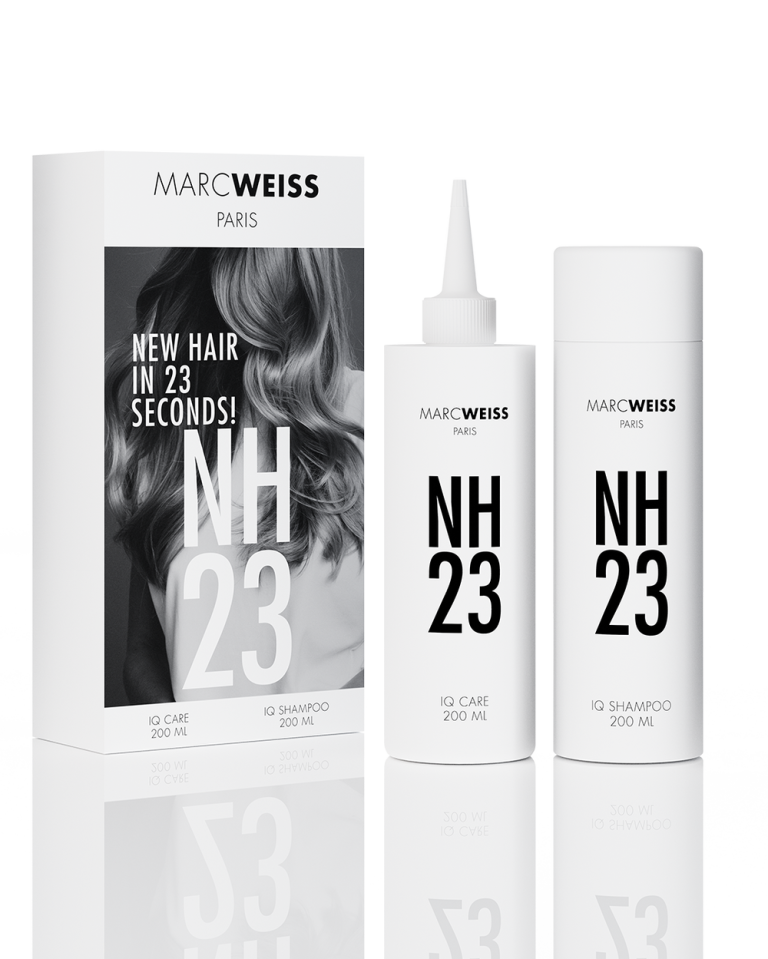 MARCWEISS
PARIS
NEW HAIR
IN 23
SECONDS!
NH
23
IQ CARE
200 ML
IQ SHAMPOO
200 ML
MARCWEISS
PARIS
NH
23
IQ CARE
200 ML
MARCWEISS
PARIS
NH
23
IQ SHAMPOO
200 ML